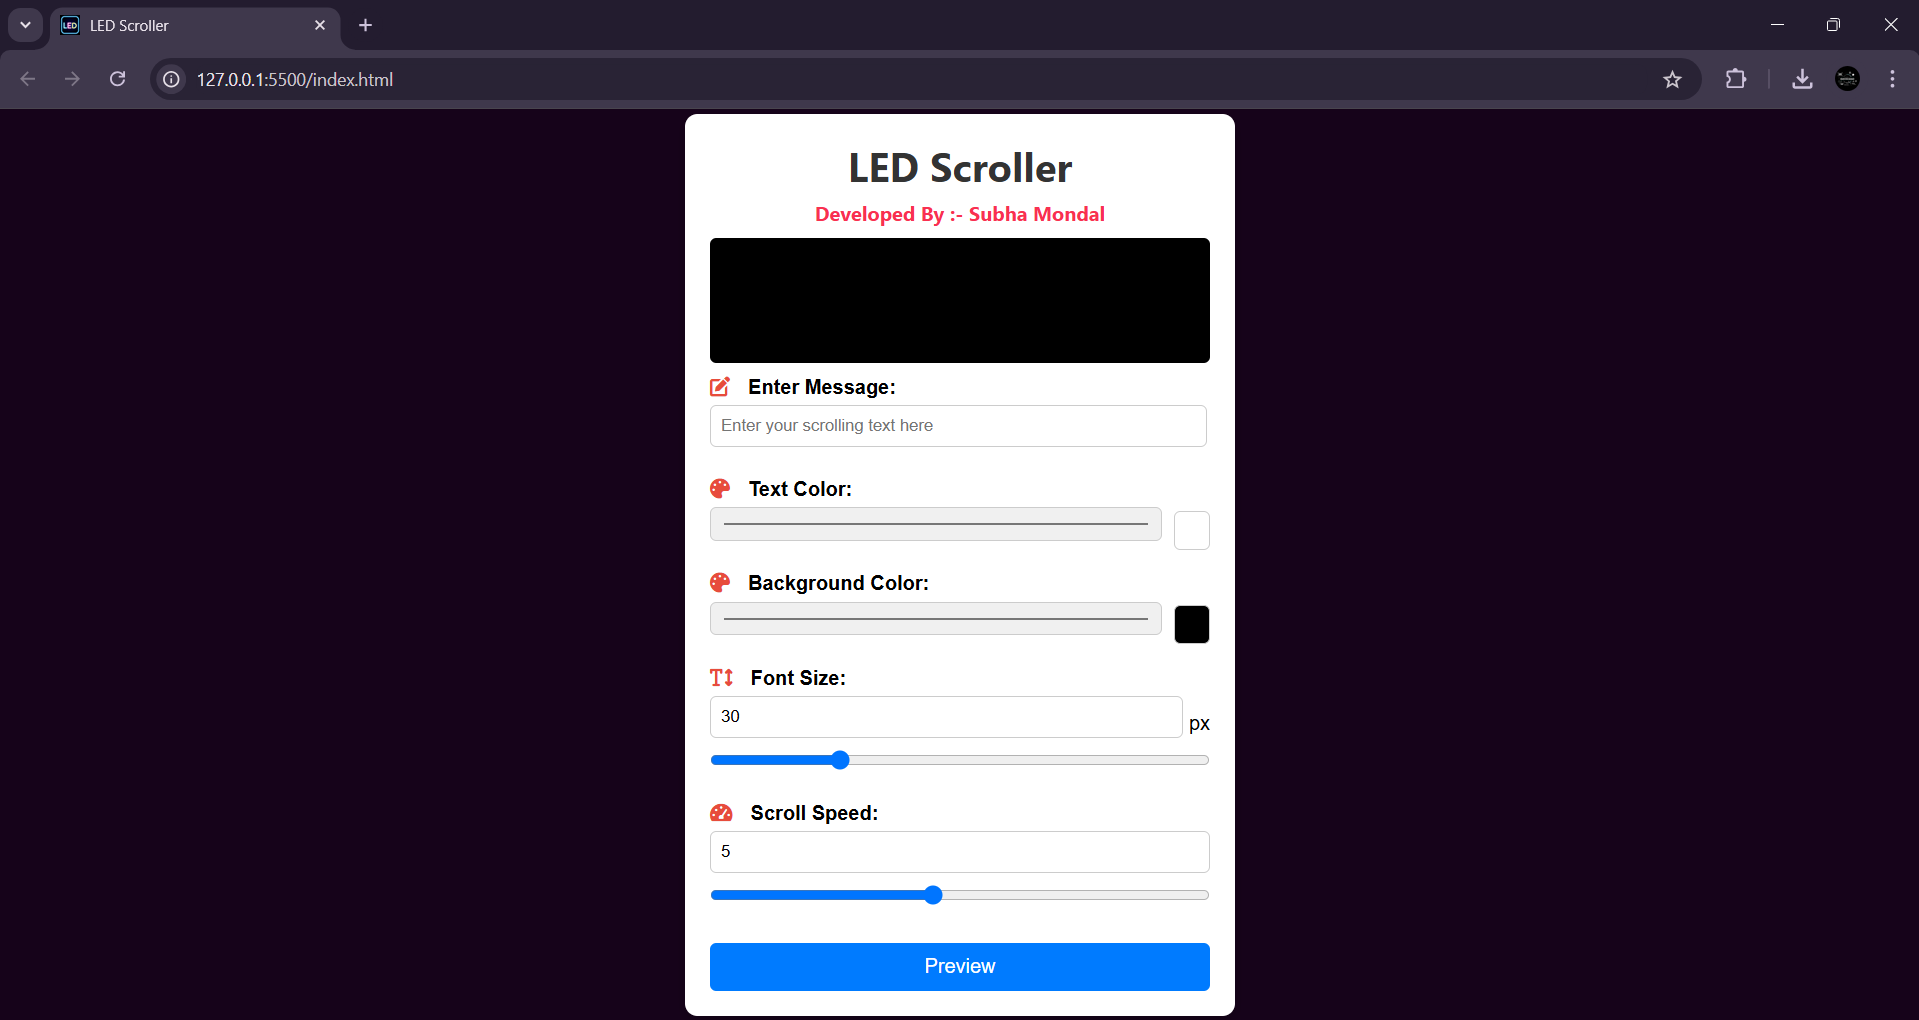 LED LED Scroller
127.0.0.1:5500/index.html
LED Scroller
Developed By :- Subha Mondal
Enter Message:
Enter your scrolling text here
Text Color:
Background Color:
Font Size:
30
px
Scroll Speed:
5
Preview